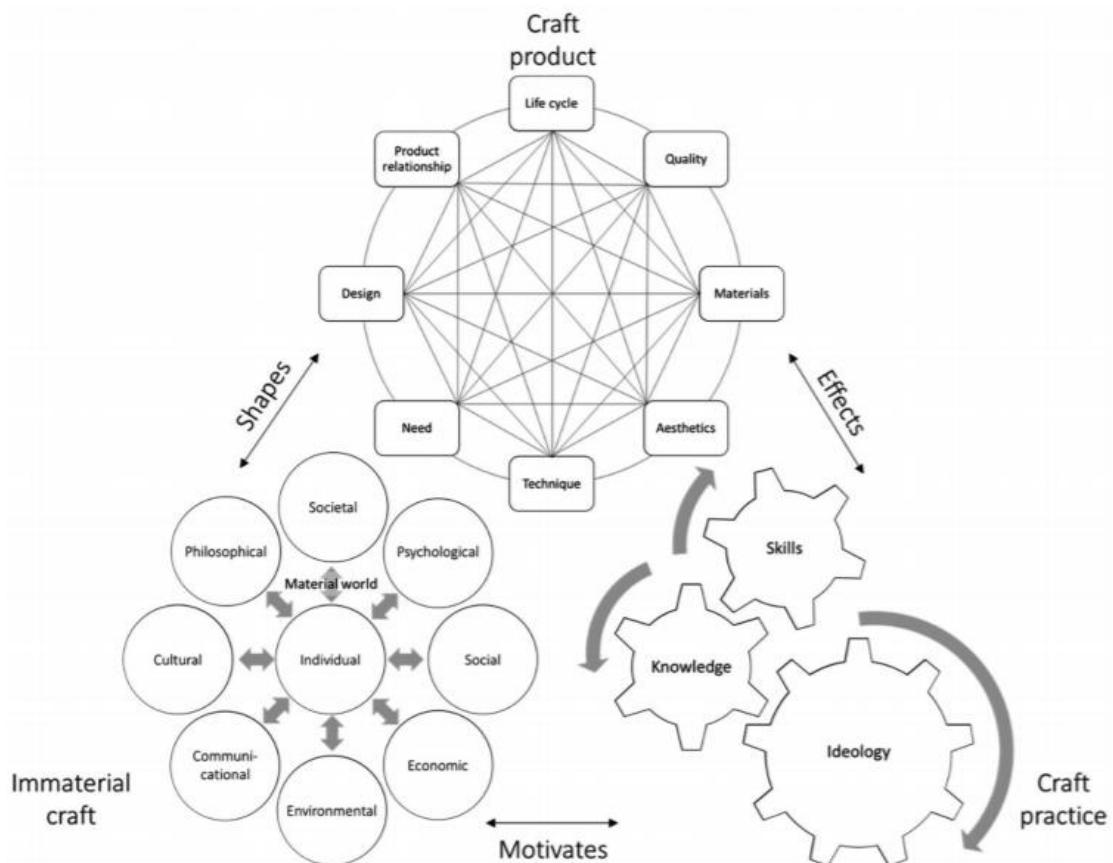 Craft
product
Life cycle
Product
relationship
Quality
Design
Materials
Shapes
Effects
Need
Aesthetics
Technique
Societal
Philosophical
Psychological
Skills
Material world
Cultural
Individual
Social
Knowledge
Communi-
cational
Economic
Ideology
Environmental
Immaterial
craft
Craft
practice
Motivates